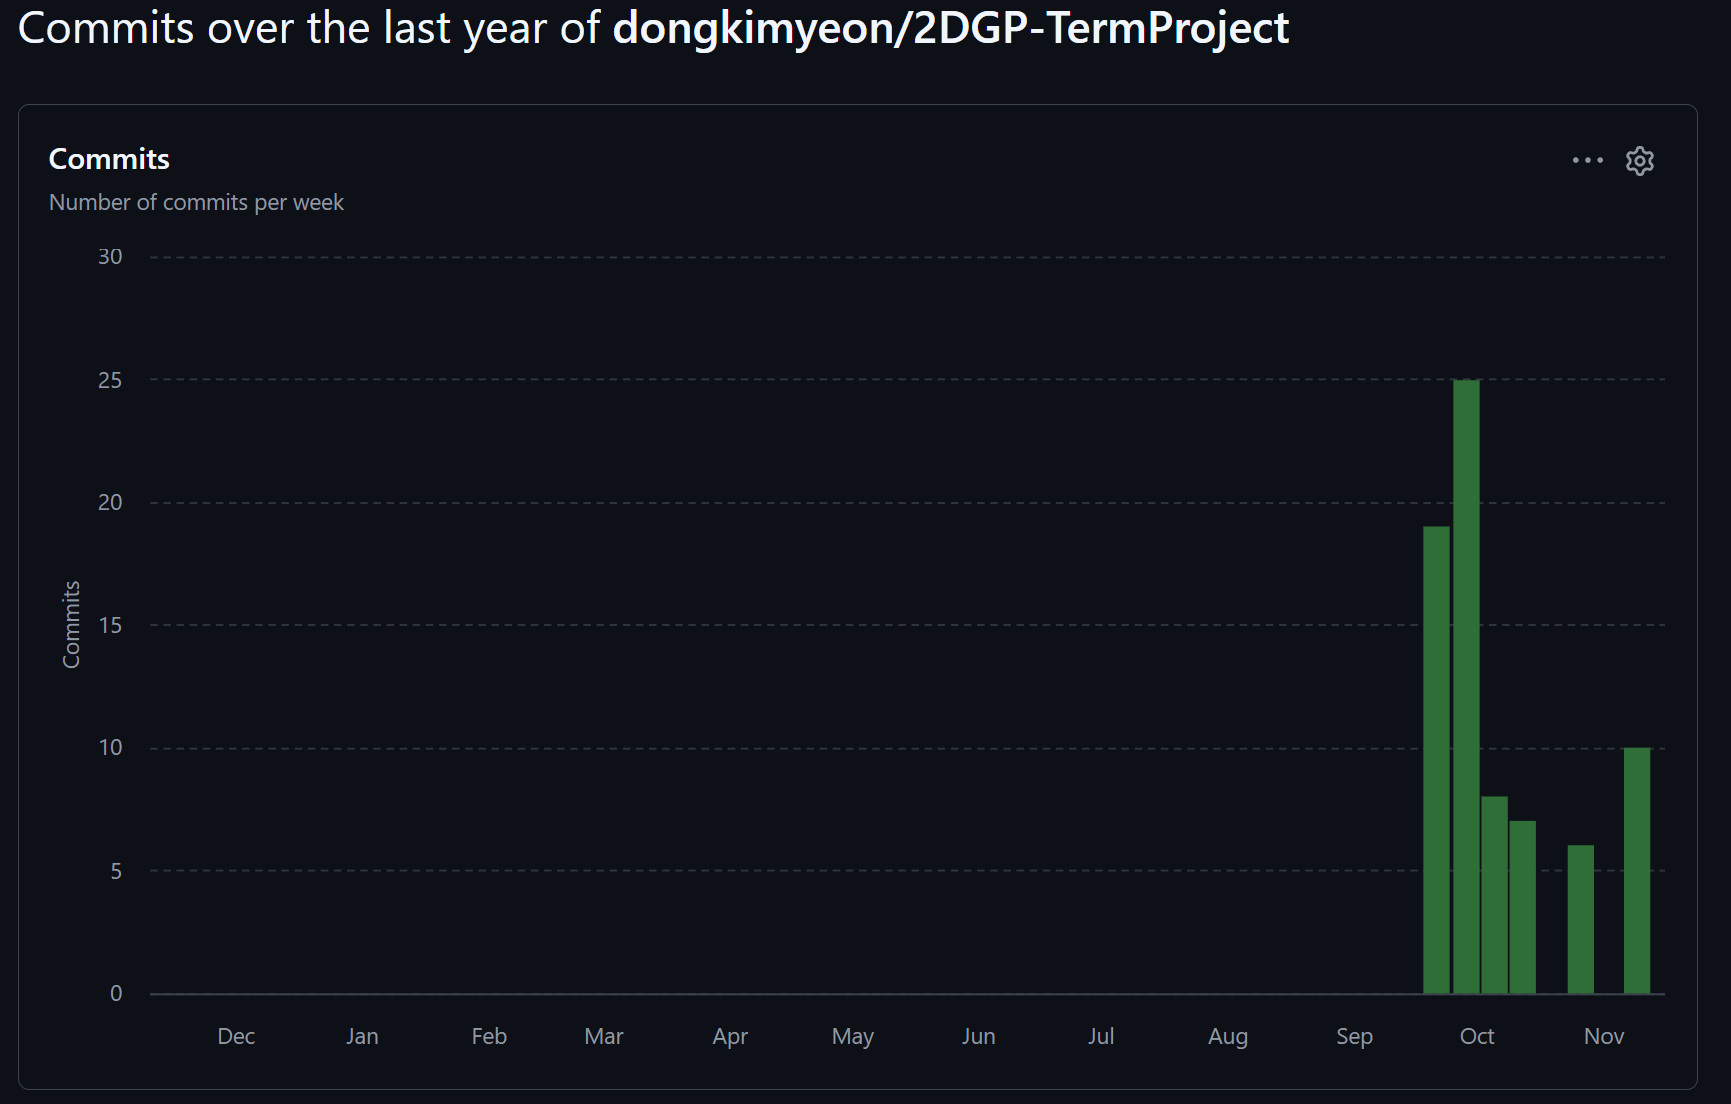 Commits over the last year of dongkimyeon/2DGP-TermProject
Commits
Number of commits per week
30
25
20
15
10
5
0
Commits
Dec Jan Feb Mar Apr May Jun Jul Aug Sep Oct Nov